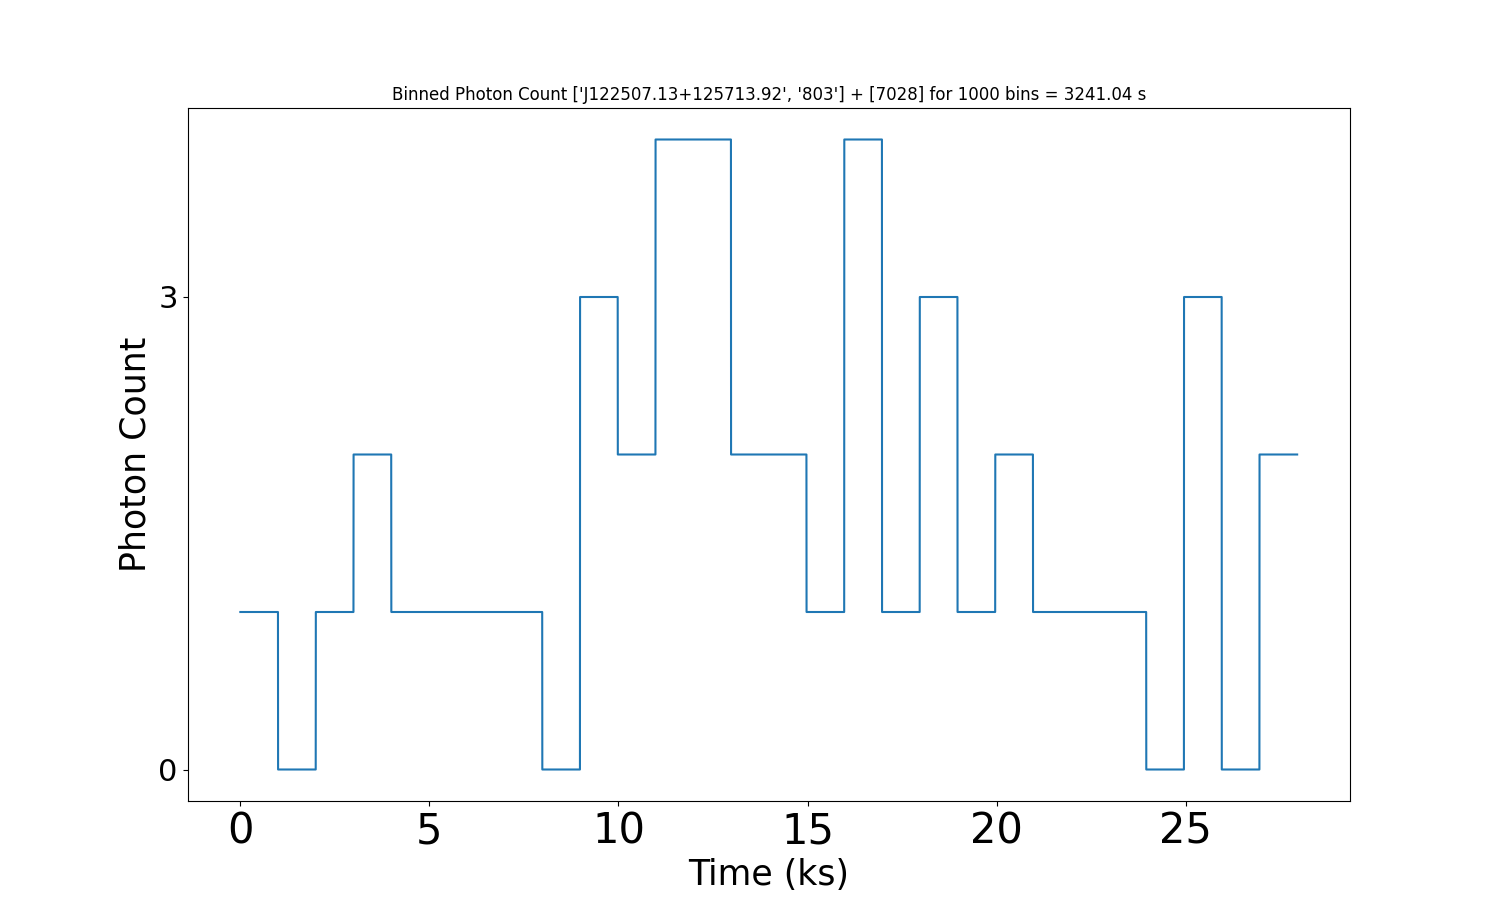 Binned Photon Count ['J122507.13+125713.92', '803'] + [7028] for 1000 bins = 3241.04 s
3
Photon Count
0
0 5 10 15 20 25
Time (ks)